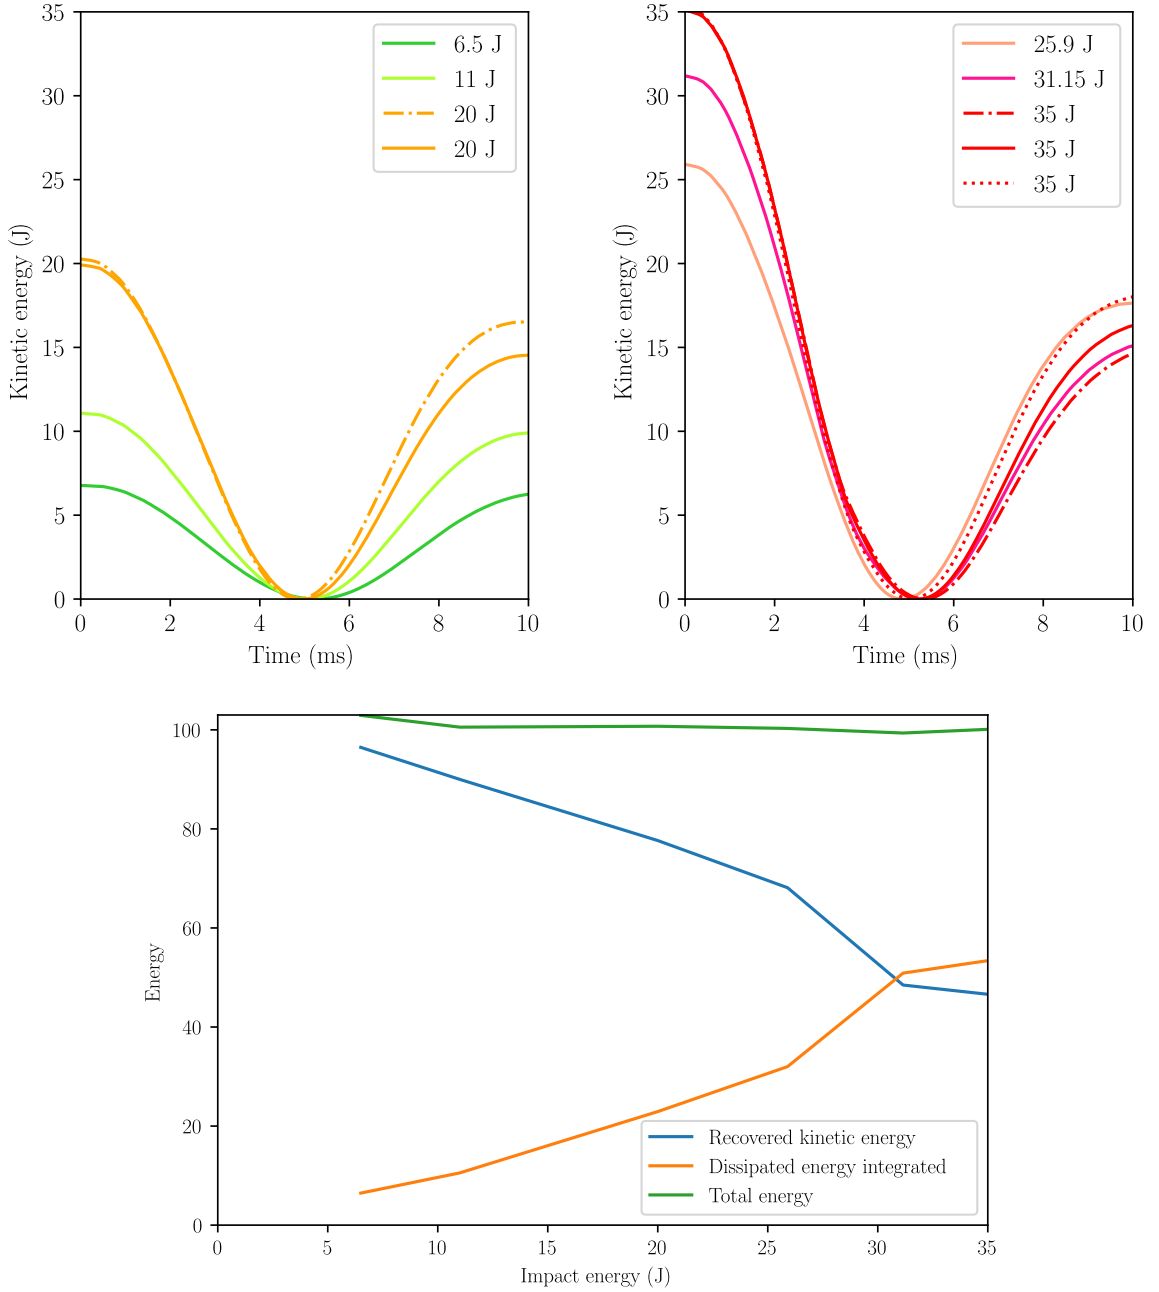 35
30
25
20
15
10
5
0
Kinetic energy (J)
6.5 J
11 J
20 J
20 J
0 2 4 6 8 10
Time (ms)
35
30
25
20
15
10
5
0
Kinetic energy (J)
25.9 J
31.15 J
35 J
35 J
35 J
0 2 4 6 8 10
Time (ms)
100
80
60
40
20
0
Energy
Recovered kinetic energy
Dissipated energy integrated
Total energy
0 5 10 15 20 25 30 35
Impact energy (J)